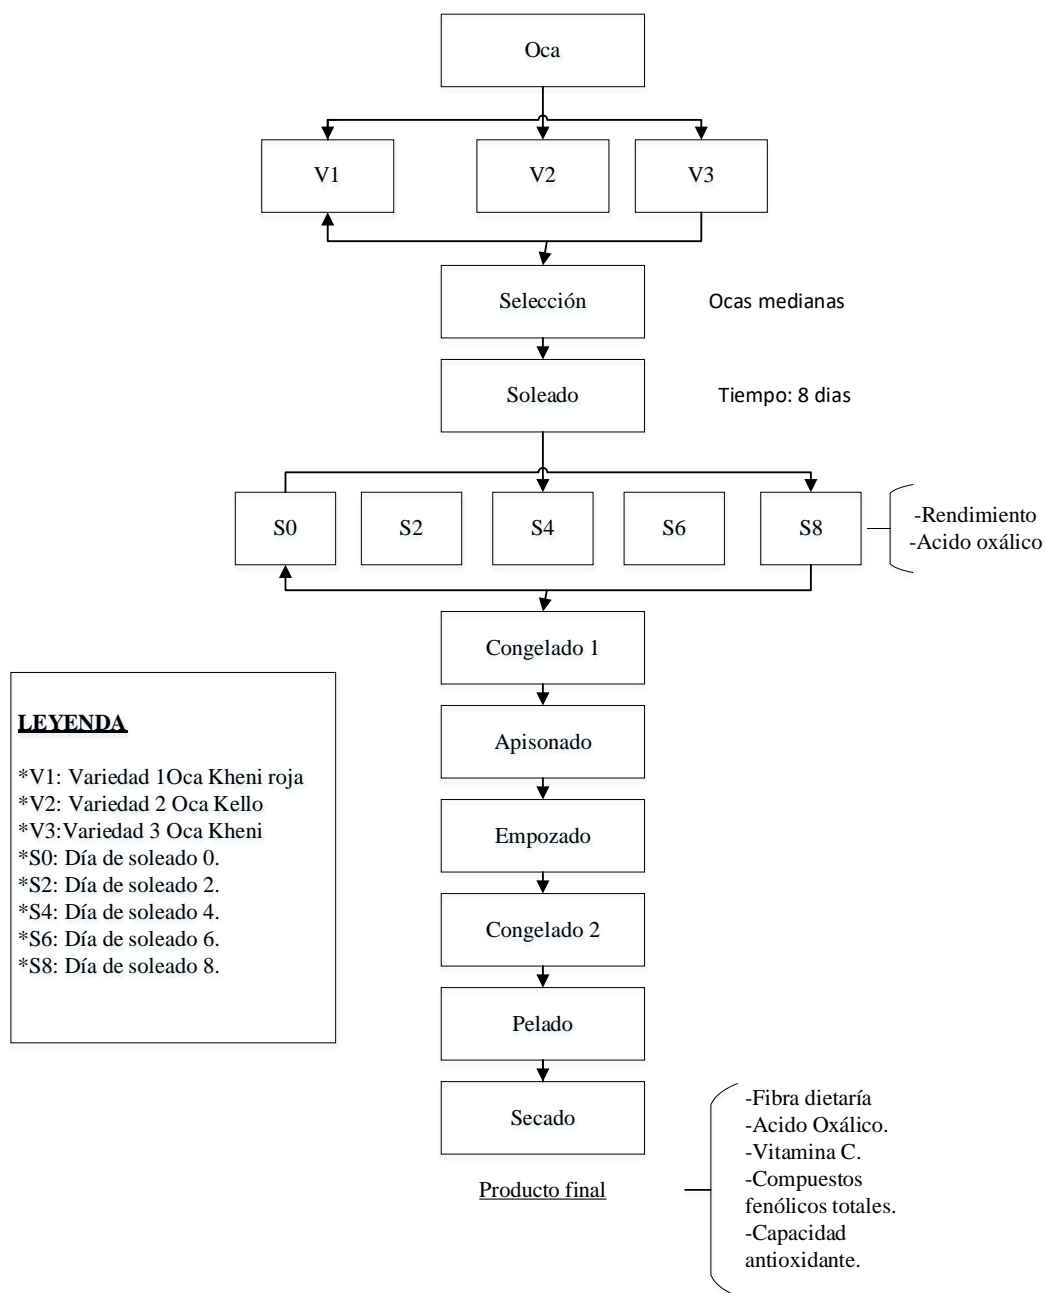 Oca
V1
V2
V3
Selección
Ocas medianas
Soleado
Tiempo: 8 dias
S0
S2
S4
S6
S8
-Rendimiento
-Acido oxálico
Congelado 1
Apisonado
Empozado
Congelado 2
Pelado
Secado
Producto final
-Fibra dietaría
-Acido Oxálico.
-Vitamina C.
-Compuestos
fenólicos totales.
-Capacidad
antioxidante.
LEYENDA
*V1: Variedad 1Oca Kheni roja
*V2: Variedad 2 Oca Kello
*V3:Variedad 3 Oca Kheni
*S0: Día de soleado 0.
*S2: Día de soleado 2.
*S4: Día de soleado 4.
*S6: Día de soleado 6.
*S8: Día de soleado 8.